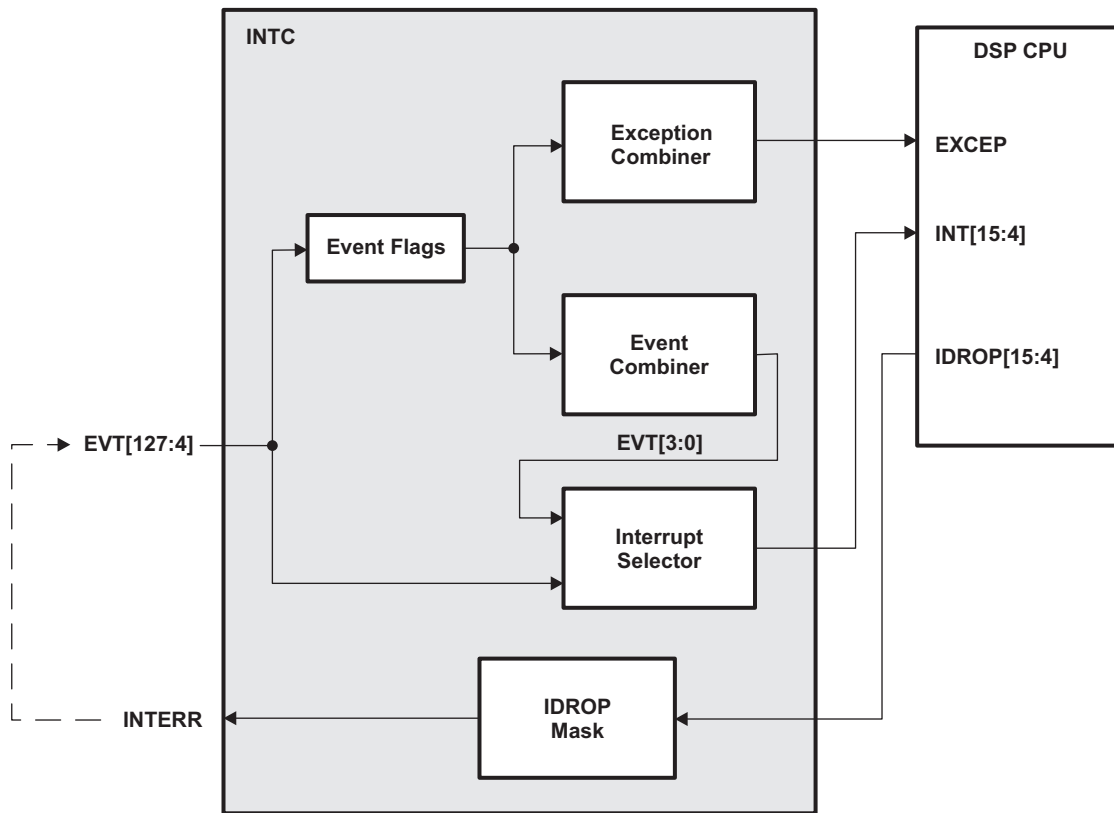 INTC
DSP CPU
Exception
Combiner
EXCEP
Event Flags
INT[15:4]
Event
Combiner
IDROP[15:4]
EVT[127:4]
EVT[3:0]
Interrupt
Selector
INTERR
IDROP
Mask